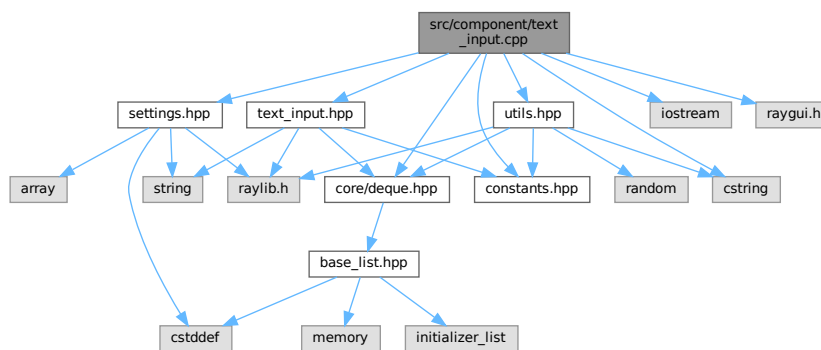 src/component/text
_input.cpp
settings.hpp
text_input.hpp
utils.hpp
iostream
raygui.h
array
string
raylib.h
core/deque.hpp
constants.hpp
random
cstring
base_list.hpp
cstddef
memory
initializer_list